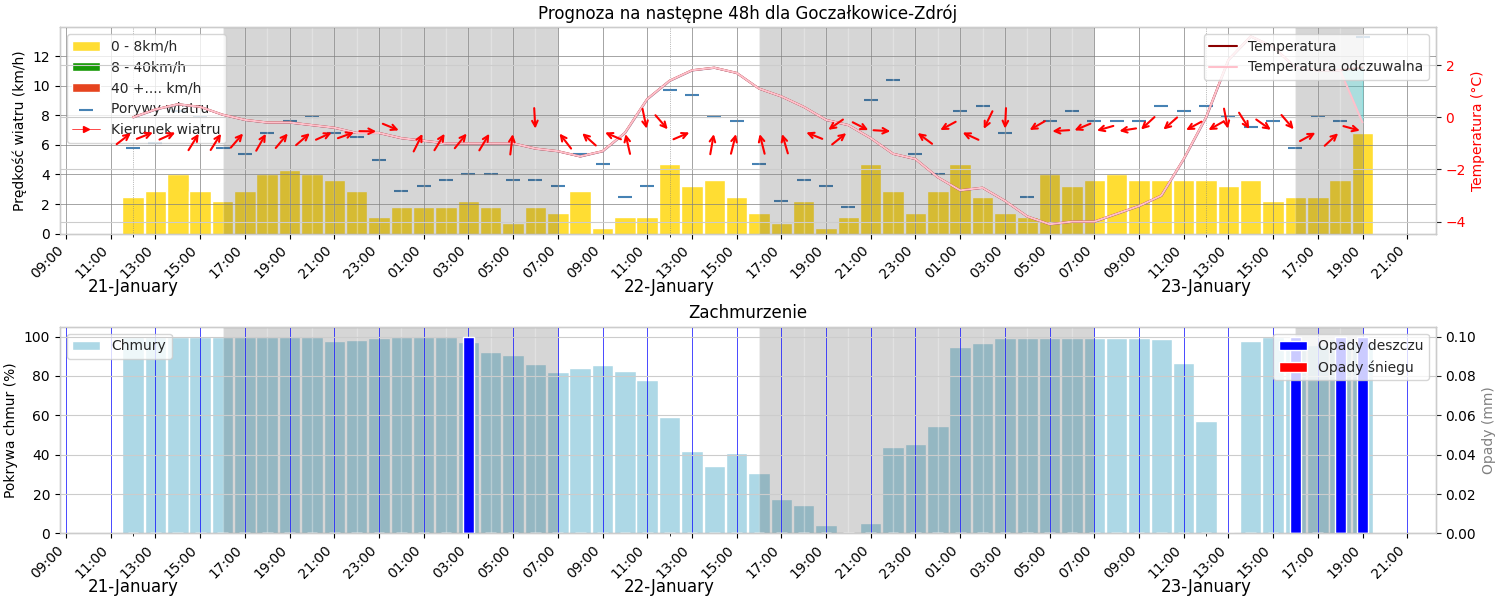 Prognoza na następne 48h dla Goczałkowice-Zdrój
0 - 8km/h
8 - 40km/h
40 +.... km/h
Porywy wiatru
Kierunek wiatru
Temperatura
Temperatura odczuwalna
Prędkość wiatru (km/h)
12
10
8
6
4
2
0
2
0
−2
−4
Temperatura (°C)
09:00 11:00 13:00 15:00 17:00 19:00 21:00 23:00 01:00 03:00 05:00 07:00 09:00 11:00 13:00 15:00 17:00 19:00 21:00 23:00 01:00 03:00 05:00 07:00 09:00 11:00 13:00 15:00 17:00 19:00 21:00
21-January 22-January 23-January
Zachmurzenie
Chmury
Opady deszczu
Opady śniegu
Pokrywa chmur (%)
100
80
60
40
20
0
0.10
0.08
0.06
0.04
0.02
0.00
Opady (mm)
09:00 11:00 13:00 15:00 17:00 19:00 21:00 23:00 01:00 03:00 05:00 07:00 09:00 11:00 13:00 15:00 17:00 19:00 21:00 23:00 01:00 03:00 05:00 07:00 09:00 11:00 13:00 15:00 17:00 19:00 21:00
21-January 22-January 23-January